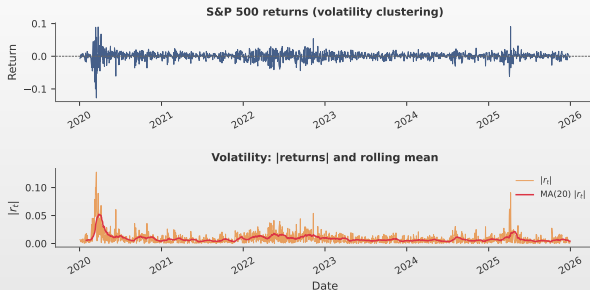 S&P 500 returns (volatility clustering)
Return
0.1
0.0
−0.1
2020 2021 2022 2023 2024 2025 2026
Volatility: |returns| and rolling mean
|rₜ|
0.10
0.05
0.00
|rₜ|
MA(20) |rₜ|
2020 2021 2022 2023 2024 2025 2026
Date